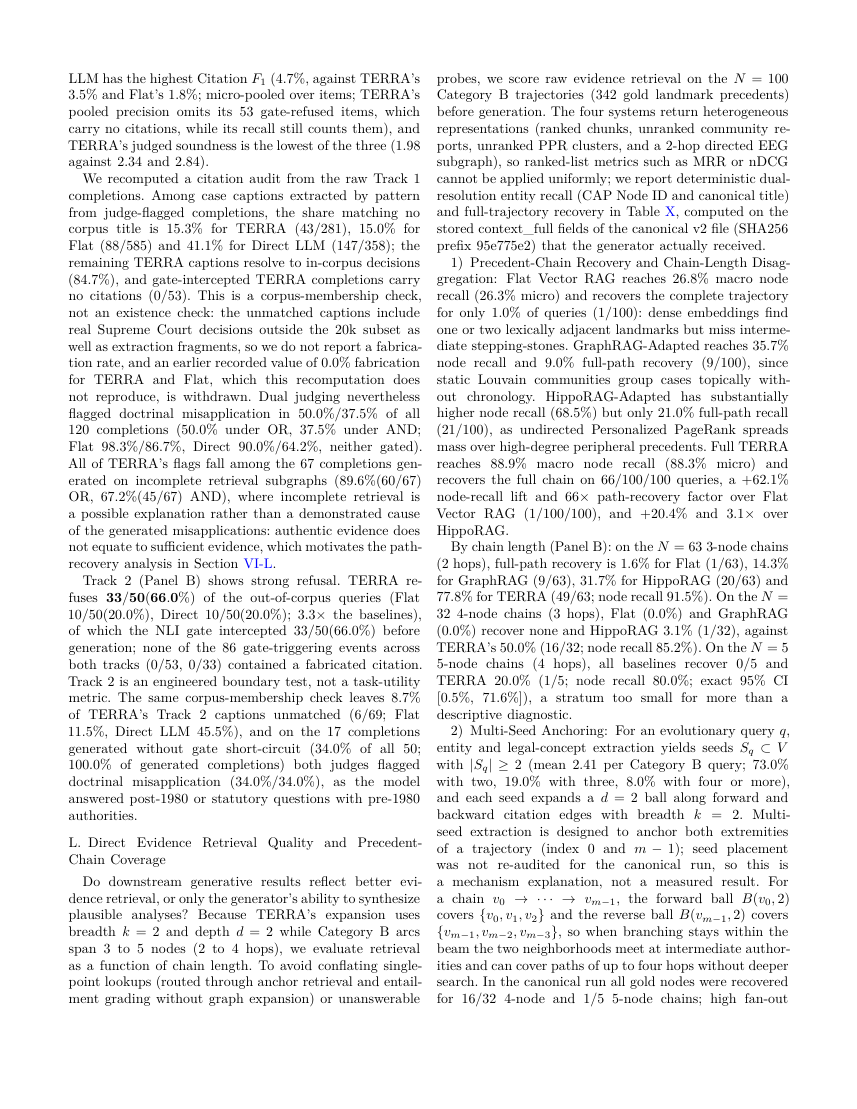 LLM has the highest Citation F1 (4.7%, against TERRA's
3.5% and Flat's 1.8%; micro-pooled over items; TERRA's
pooled precision omits its 53 gate-refused items, which
carry no citations, while its recall still counts them), and
TERRA's judged soundness is the lowest of the three (1.98
against 2.34 and 2.84).
We recomputed a citation audit from the raw Track 1
completions. Among case captions extracted by pattern
from judge-flagged completions, the share matching no
corpus title is 15.3% for TERRA (43/281), 15.0% for
Flat (88/585) and 41.1% for Direct LLM (147/358); the
remaining TERRA captions resolve to in-corpus decisions
(84.7%), and gate-intercepted TERRA completions carry
no citations (0/53). This is a corpus-membership check,
not an existence check: the unmatched captions include
real Supreme Court decisions outside the 20k subset as
well as extraction fragments, so we do not report a fabrica-
tion rate, and an earlier recorded value of 0.0% fabrication
for TERRA and Flat, which this recomputation does
not reproduce, is withdrawn. Dual judging nevertheless
flagged doctrinal misapplication in 50.0%/37.5% of all
120 completions (50.0% under OR, 37.5% under AND;
Flat 98.3%/86.7%, Direct 90.0%/64.2%, neither gated).
All of TERRA's flags fall among the 67 completions gen-
erated on incomplete retrieval subgraphs (89.6%(60/67)
OR, 67.2%(45/67) AND), where incomplete retrieval is
a possible explanation rather than a demonstrated cause
of the generated misapplications: authentic evidence does
not equate to sufficient evidence, which motivates the path-
recovery analysis in Section VI-L.
Track 2 (Panel B) shows strong refusal. TERRA re-
fuses 33/50(66.0%) of the out-of-corpus queries (Flat
10/50(20.0%), Direct 10/50(20.0%); 3.3× the baselines),
of which the NLI gate intercepted 33/50(66.0%) before
generation; none of the 86 gate-triggering events across
both tracks (0/53, 0/33) contained a fabricated citation.
Track 2 is an engineered boundary test, not a task-utility
metric. The same corpus-membership check leaves 8.7%
of TERRA's Track 2 captions unmatched (6/69; Flat
11.5%, Direct LLM 45.5%), and on the 17 completions
generated without gate short-circuit (34.0% of all 50;
100.0% of generated completions) both judges flagged
doctrinal misapplication (34.0%/34.0%), as the model
answered post-1980 or statutory questions with pre-1980
authorities.
L. Direct Evidence Retrieval Quality and Precedent-
Chain Coverage
Do downstream generative results reflect better evi-
dence retrieval, or only the generator's ability to synthesize
plausible analyses? Because TERRA's expansion uses
breadth k = 2 and depth d = 2 while Category B arcs
span 3 to 5 nodes (2 to 4 hops), we evaluate retrieval
as a function of chain length. To avoid conflating single-
point lookups (routed through anchor retrieval and entail-
ment grading without graph expansion) or unanswerable
probes, we score raw evidence retrieval on the N = 100
Category B trajectories (342 gold landmark precedents)
before generation. The four systems return heterogeneous
representations (ranked chunks, unranked community re-
ports, unranked PPR clusters, and a 2-hop directed EEG
subgraph), so ranked-list metrics such as MRR or nDCG
cannot be applied uniformly; we report deterministic dual-
resolution entity recall (CAP Node ID and canonical title)
and full-trajectory recovery in Table X, computed on the
stored context_full fields of the canonical v2 file (SHA256
prefix 95e775e2) that the generator actually received.
1) Precedent-Chain Recovery and Chain-Length Disag-
gregation: Flat Vector RAG reaches 26.8% macro node
recall (26.3% micro) and recovers the complete trajectory
for only 1.0% of queries (1/100): dense embeddings find
one or two lexically adjacent landmarks but miss interme-
diate stepping-stones. GraphRAG-Adapted reaches 35.7%
node recall and 9.0% full-path recovery (9/100), since
static Louvain communities group cases topically with-
out chronology. HippoRAG-Adapted has substantially
higher node recall (68.5%) but only 21.0% full-path recall
(21/100), as undirected Personalized PageRank spreads
mass over high-degree peripheral precedents. Full TERRA
reaches 88.9% macro node recall (88.3% micro) and
recovers the full chain on 66/100/100 queries, a +62.1%
node-recall lift and 66× path-recovery factor over Flat
Vector RAG (1/100/100), and +20.4% and 3.1× over
HippoRAG.
By chain length (Panel B): on the N = 63 3-node chains
(2 hops), full-path recovery is 1.6% for Flat (1/63), 14.3%
for GraphRAG (9/63), 31.7% for HippoRAG (20/63) and
77.8% for TERRA (49/63; node recall 91.5%). On the N =
32 4-node chains (3 hops), Flat (0.0%) and GraphRAG
(0.0%) recover none and HippoRAG 3.1% (1/32), against
TERRA's 50.0% (16/32; node recall 85.2%). On the N = 5
5-node chains (4 hops), all baselines recover 0/5 and
TERRA 20.0% (1/5; node recall 80.0%; exact 95% CI
[0.5%, 71.6%]), a stratum too small for more than a
descriptive diagnostic.
2) Multi-Seed Anchoring: For an evolutionary query q,
entity and legal-concept extraction yields seeds Sq ⊂ V
with |Sq| ≥ 2 (mean 2.41 per Category B query; 73.0%
with two, 19.0% with three, 8.0% with four or more),
and each seed expands a d = 2 ball along forward and
backward citation edges with breadth k = 2. Multi-
seed extraction is designed to anchor both extremities
of a trajectory (index 0 and m − 1); seed placement
was not re-audited for the canonical run, so this is
a mechanism explanation, not a measured result. For
a chain v0 → ⋯ → vm−1, the forward ball B(v0, 2)
covers {v0, v1, v2} and the reverse ball B(vm−1, 2) covers
{vm−1, vm−2, vm−3}, so when branching stays within the
beam the two neighborhoods meet at intermediate author-
ities and can cover paths of up to four hops without deeper
search. In the canonical run all gold nodes were recovered
for 16/32 4-node and 1/5 5-node chains; high fan-out